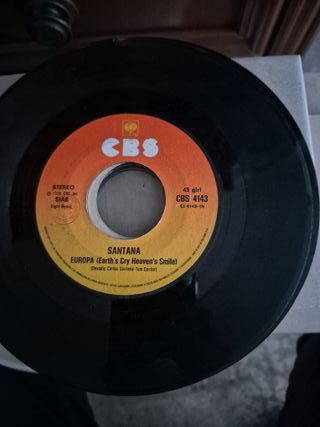 CBS
STEREO
SIAE
45 giri
CBS 4143
SANTANA
EUROPA (Earth's Cry Heaven's Smile)
(Devadip Carlos Santana-Tom Coster)